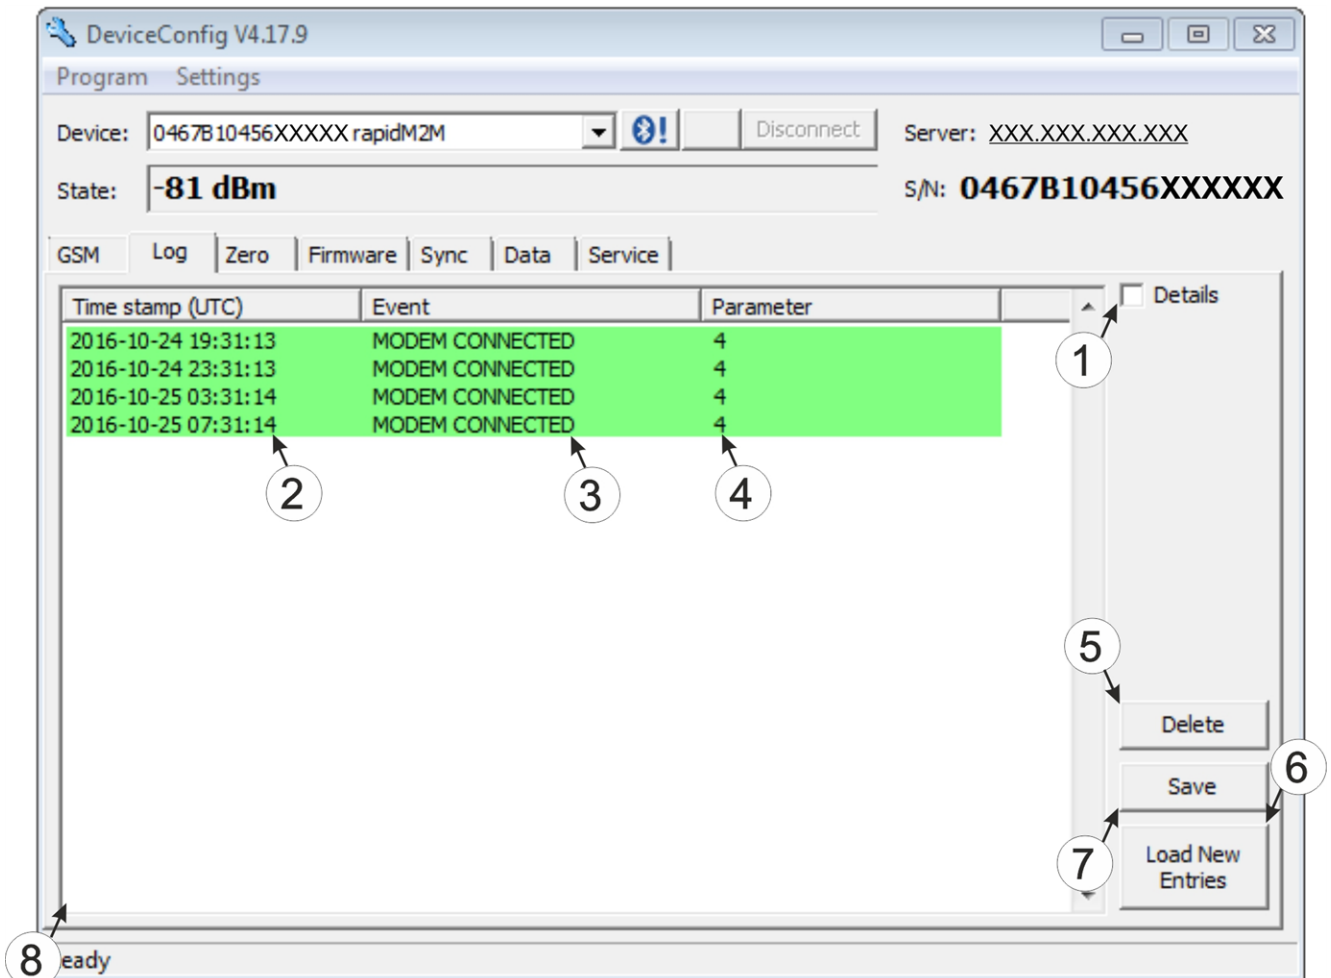 DeviceConfig V4.17.9
Program Settings
Device: 0467B10456XXXXX rapidM2M Disconnect Server: XXX.XXX.XXX.XXX
State: -81 dBm S/N: 0467B10456XXXXXX
GSM Log Zero Firmware Sync Data Service
Time stamp (UTC) Event Parameter Details
2016-10-24 19:31:13 MODEM CONNECTED 4
1
2016-10-24 23:31:13 MODEM CONNECTED 4
2016-10-25 03:31:14 MODEM CONNECTED 4
2016-10-25 07:31:14 MODEM CONNECTED 4
2 3 4
5
Delete
6
Save
7
Load New
Entries
8 eady